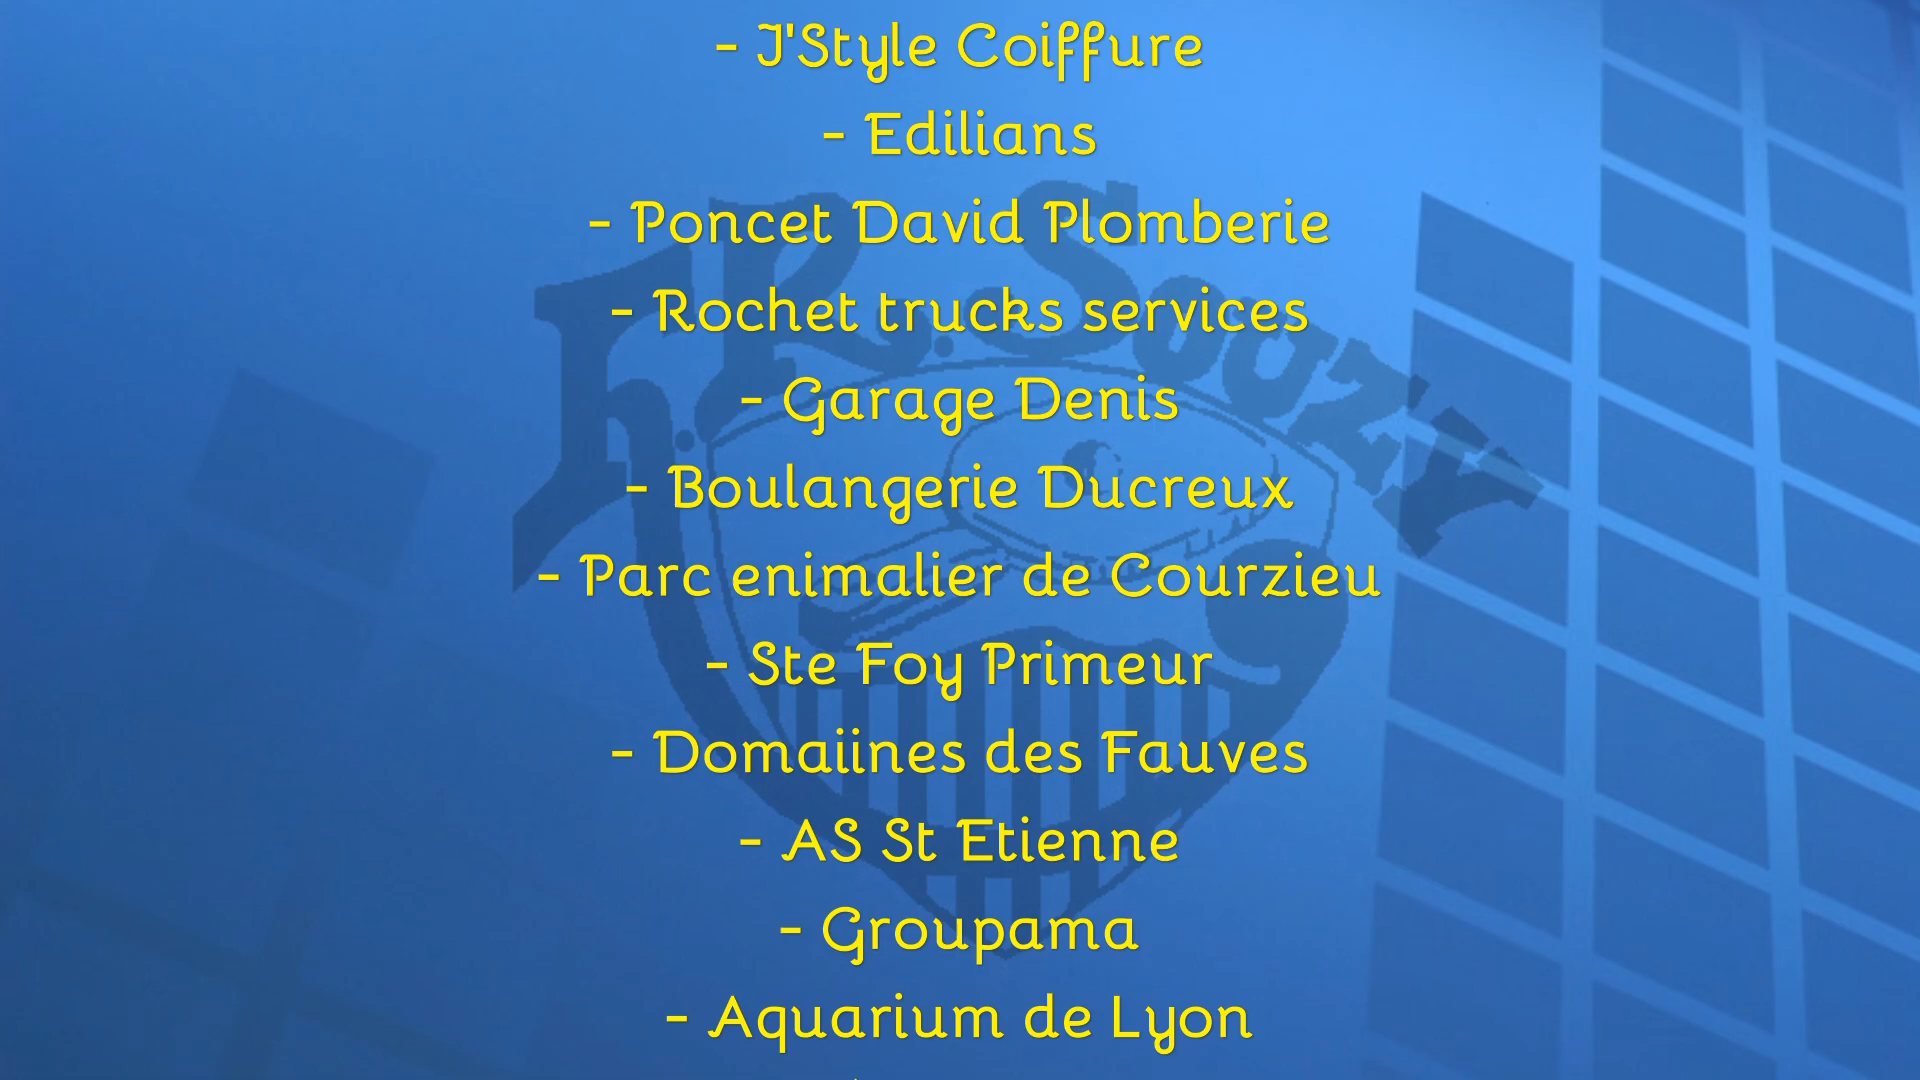 - J'Style Coiffure
- Edilians
- Poncet David Plomberie
- Rochet trucks services
- Garage Denis
- Boulangerie Ducreux
- Parc enimalier de Courzieu
- Ste Foy Primeur
- Domaiines des Fauves
- AS St Etienne
- Groupama
- Aquarium de Lyon
R.Souzy